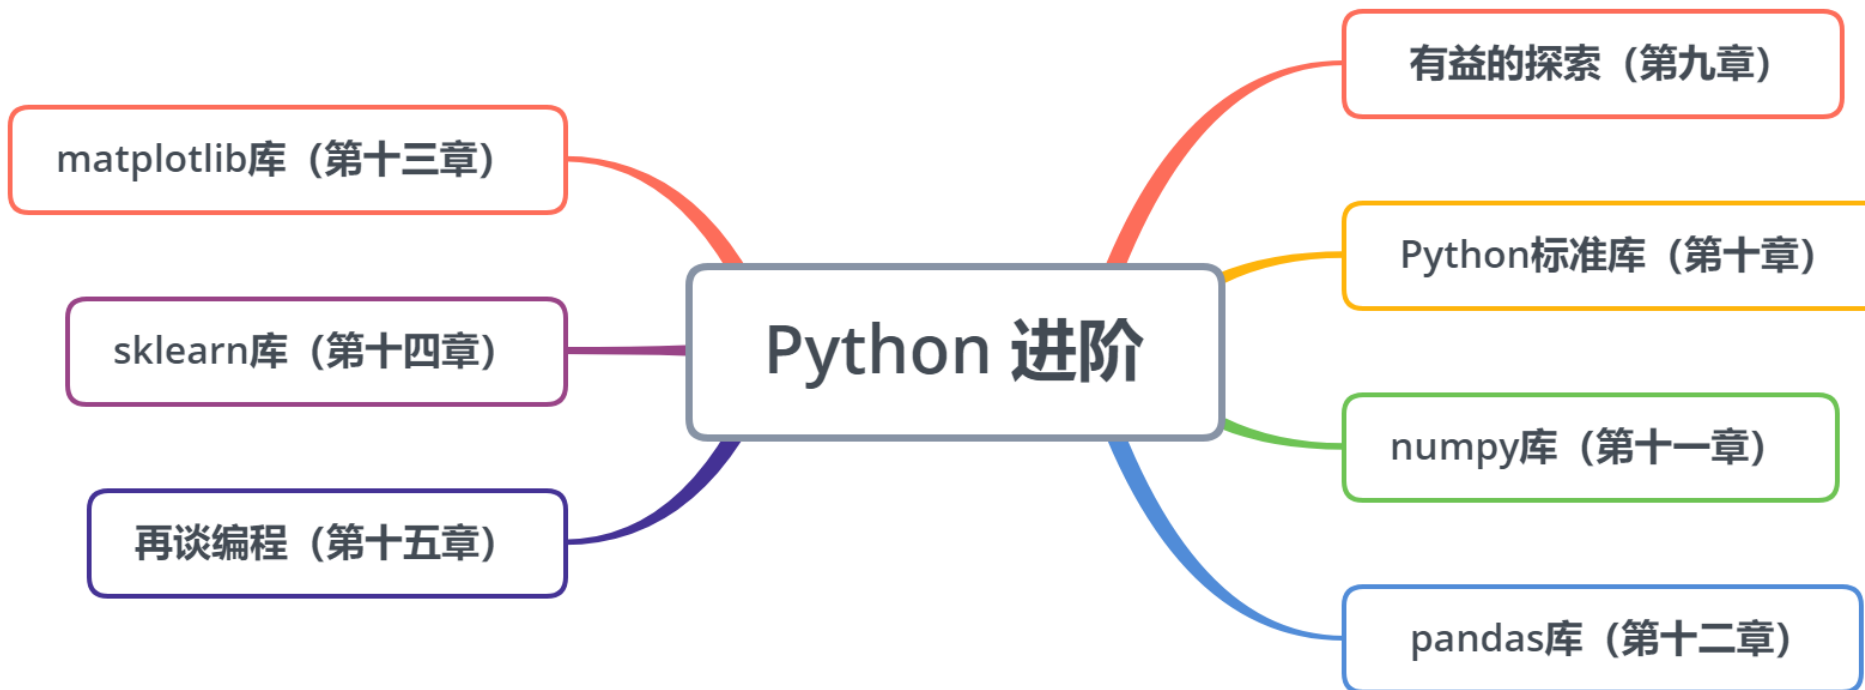 Python 进阶
有益的探索（第九章）
Python标准库（第十章）
numpy库（第十一章）
pandas库（第十二章）
matplotlib库（第十三章）
sklearn库（第十四章）
再谈编程（第十五章）